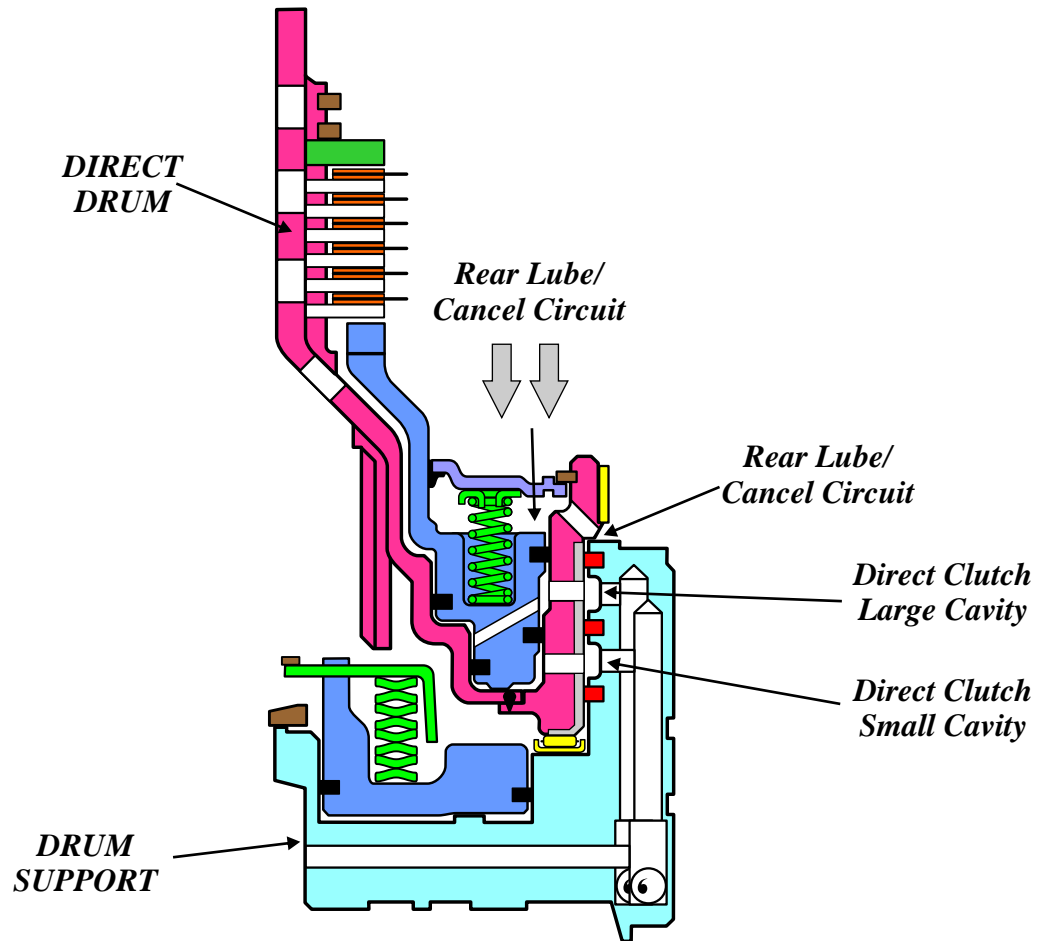 DIRECT
DRUM
Rear Lube/
Cancel Circuit
Rear Lube/
Cancel Circuit
Direct Clutch
Large Cavity
Direct Clutch
Small Cavity
DRUM
SUPPORT